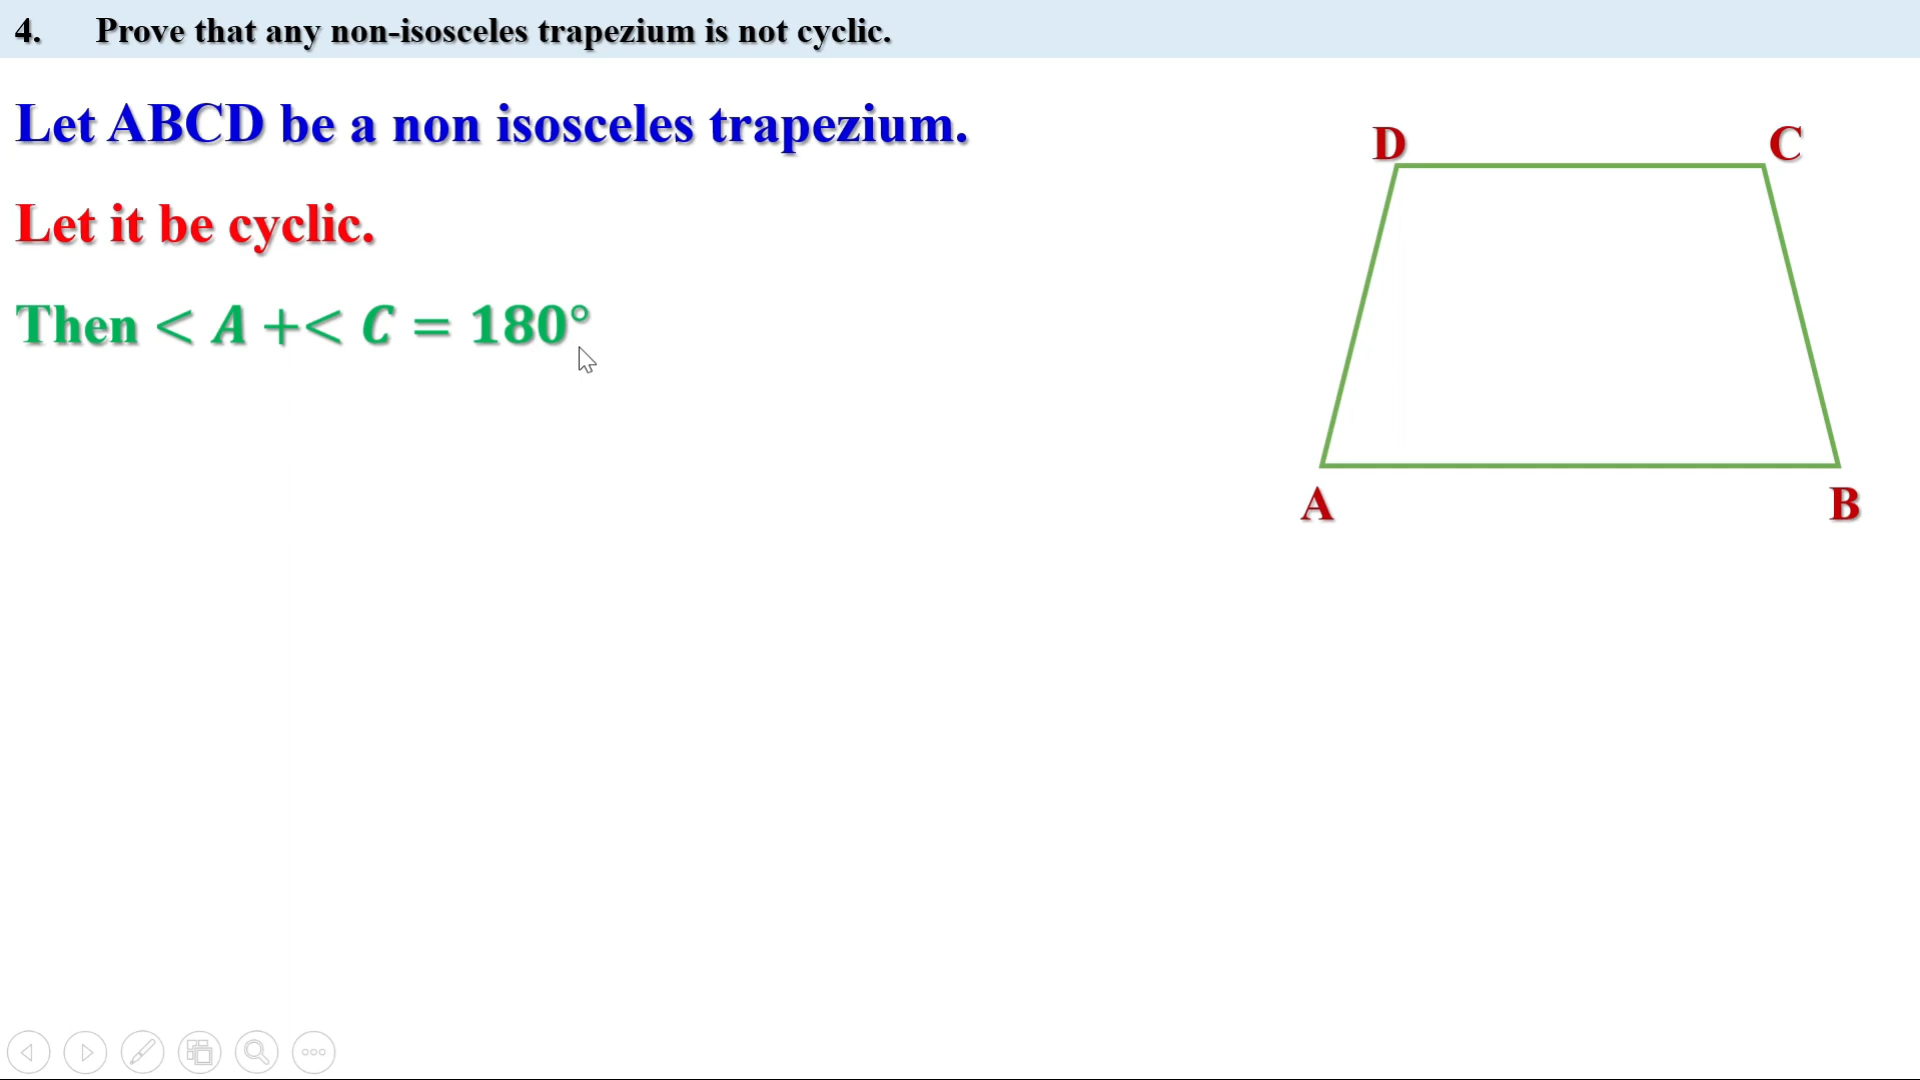 4. Prove that any non-isosceles trapezium is not cyclic.
Let ABCD be a non isosceles trapezium.
Let it be cyclic.
Then < A +< C = 180°
D C
A B